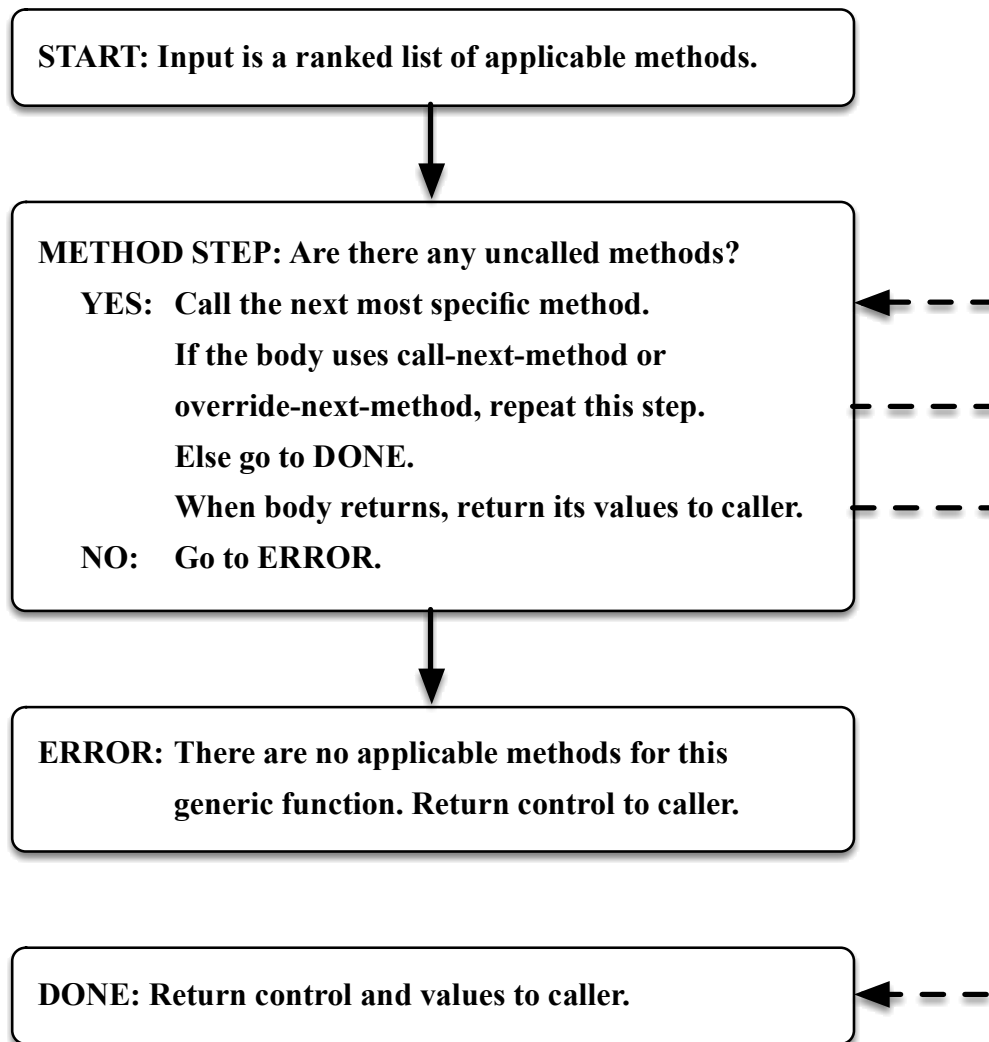 START: Input is a ranked list of applicable methods.
METHOD STEP: Are there any uncalled methods?
YES: Call the next most specific method.
If the body uses call-next-method or
override-next-method, repeat this step.
Else go to DONE.
When body returns, return its values to caller.
NO: Go to ERROR.
ERROR: There are no applicable methods for this
generic function. Return control to caller.
DONE: Return control and values to caller.